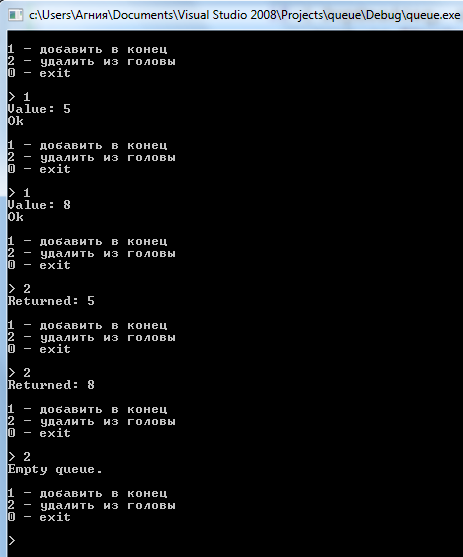 c:\Users\Агния\Documents\Visual Studio 2008\Projects\queue\Debug\queue.exe
1 - добавить в конец
2 - удалить из головы
0 - exit
> 1
Value: 5
Ok
1 - добавить в конец
2 - удалить из головы
0 - exit
> 1
Value: 8
Ok
1 - добавить в конец
2 - удалить из головы
0 - exit
> 2
Returned: 5
1 - добавить в конец
2 - удалить из головы
0 - exit
> 2
Returned: 8
1 - добавить в конец
2 - удалить из головы
0 - exit
> 2
Empty queue.
1 - добавить в конец
2 - удалить из головы
0 - exit
>